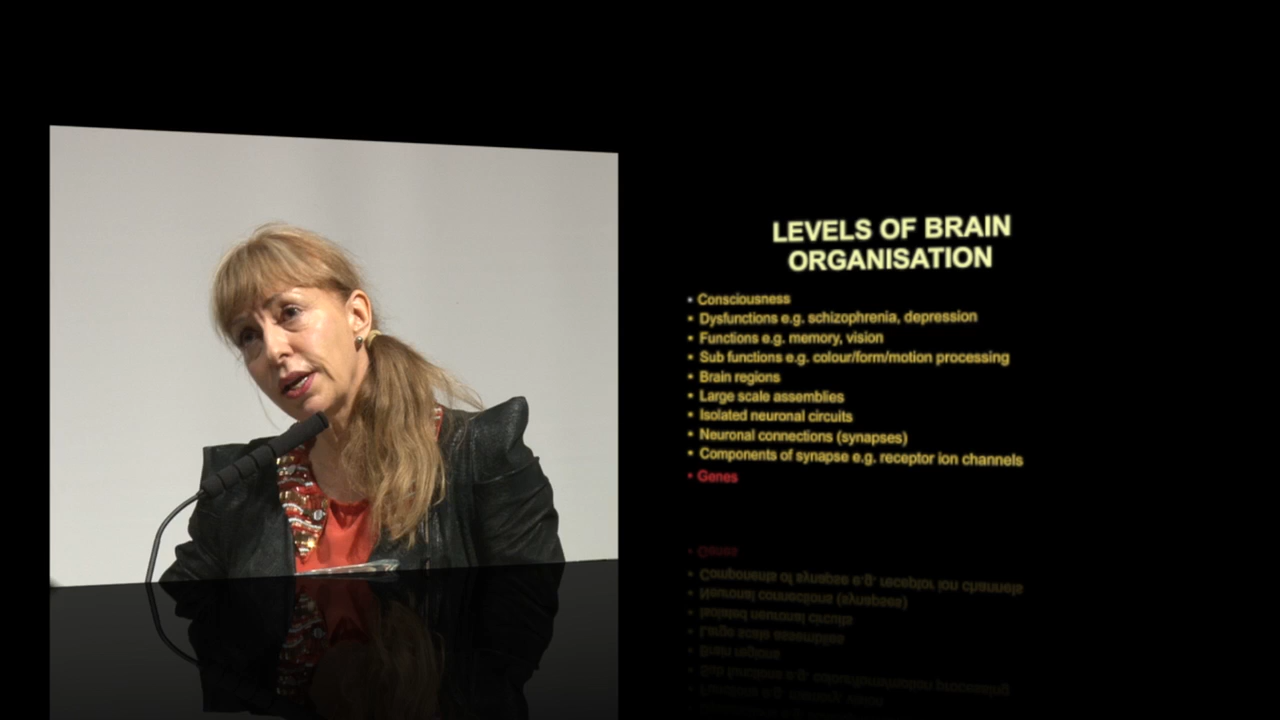 LEVELS OF BRAIN
ORGANISATION
• Consciousness
• Dysfunctions e.g. schizophrenia, depression
• Functions e.g. memory, vision
• Sub functions e.g. colour/form/motion processing
• Brain regions
• Large scale assemblies
• Isolated neuronal circuits
• Neuronal connections (synapses)
• Components of synapse e.g. receptor ion channels
• Genes